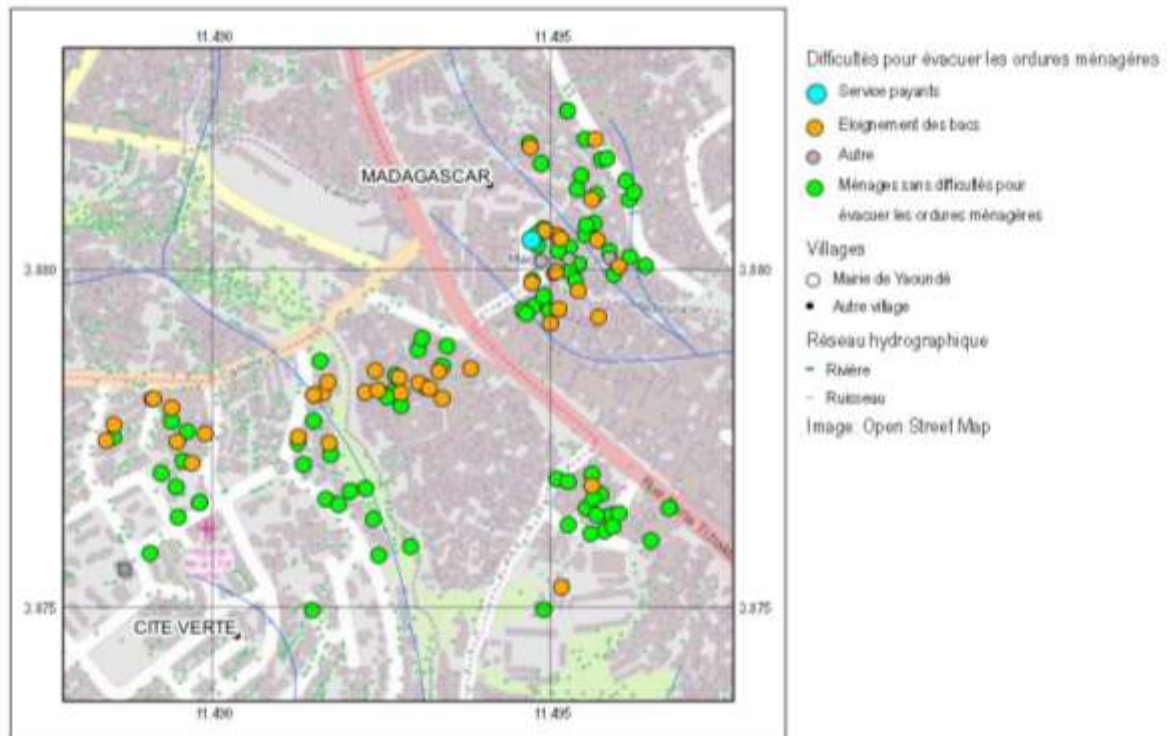 11.490 11.495
Difficultés pour évacuer les ordures ménagères
Service payants
Eloignement des bacs
Autre
Ménages sans difficultés pour
évacuer les ordures ménagères
Villages
Mairie de Yaoundé
Autre village
Réseau hydrographique
Rivière
Ruisseau
Image: Open Street Map
MADAGASCAR
3.880 3.880
Rue
3.875 3.875
CITE VERTE
11.490 11.495